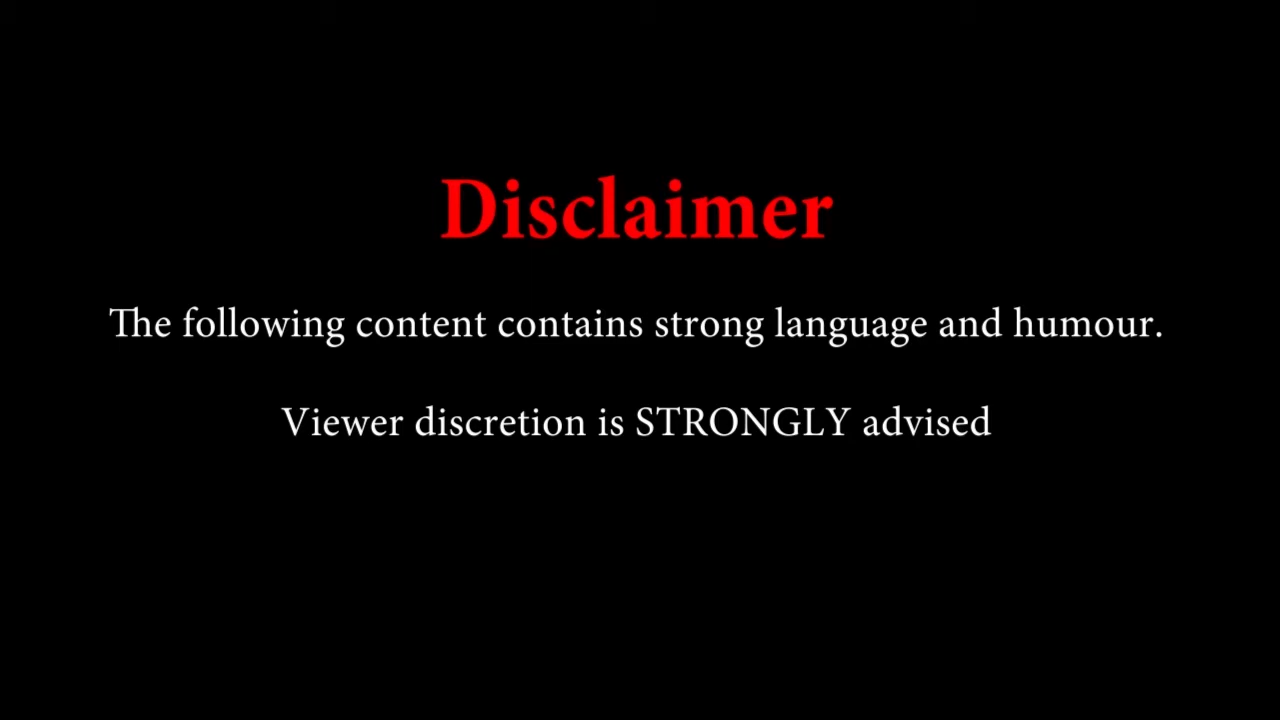 Disclaimer
The following content contains strong language and humour.
Viewer discretion is STRONGLY advised